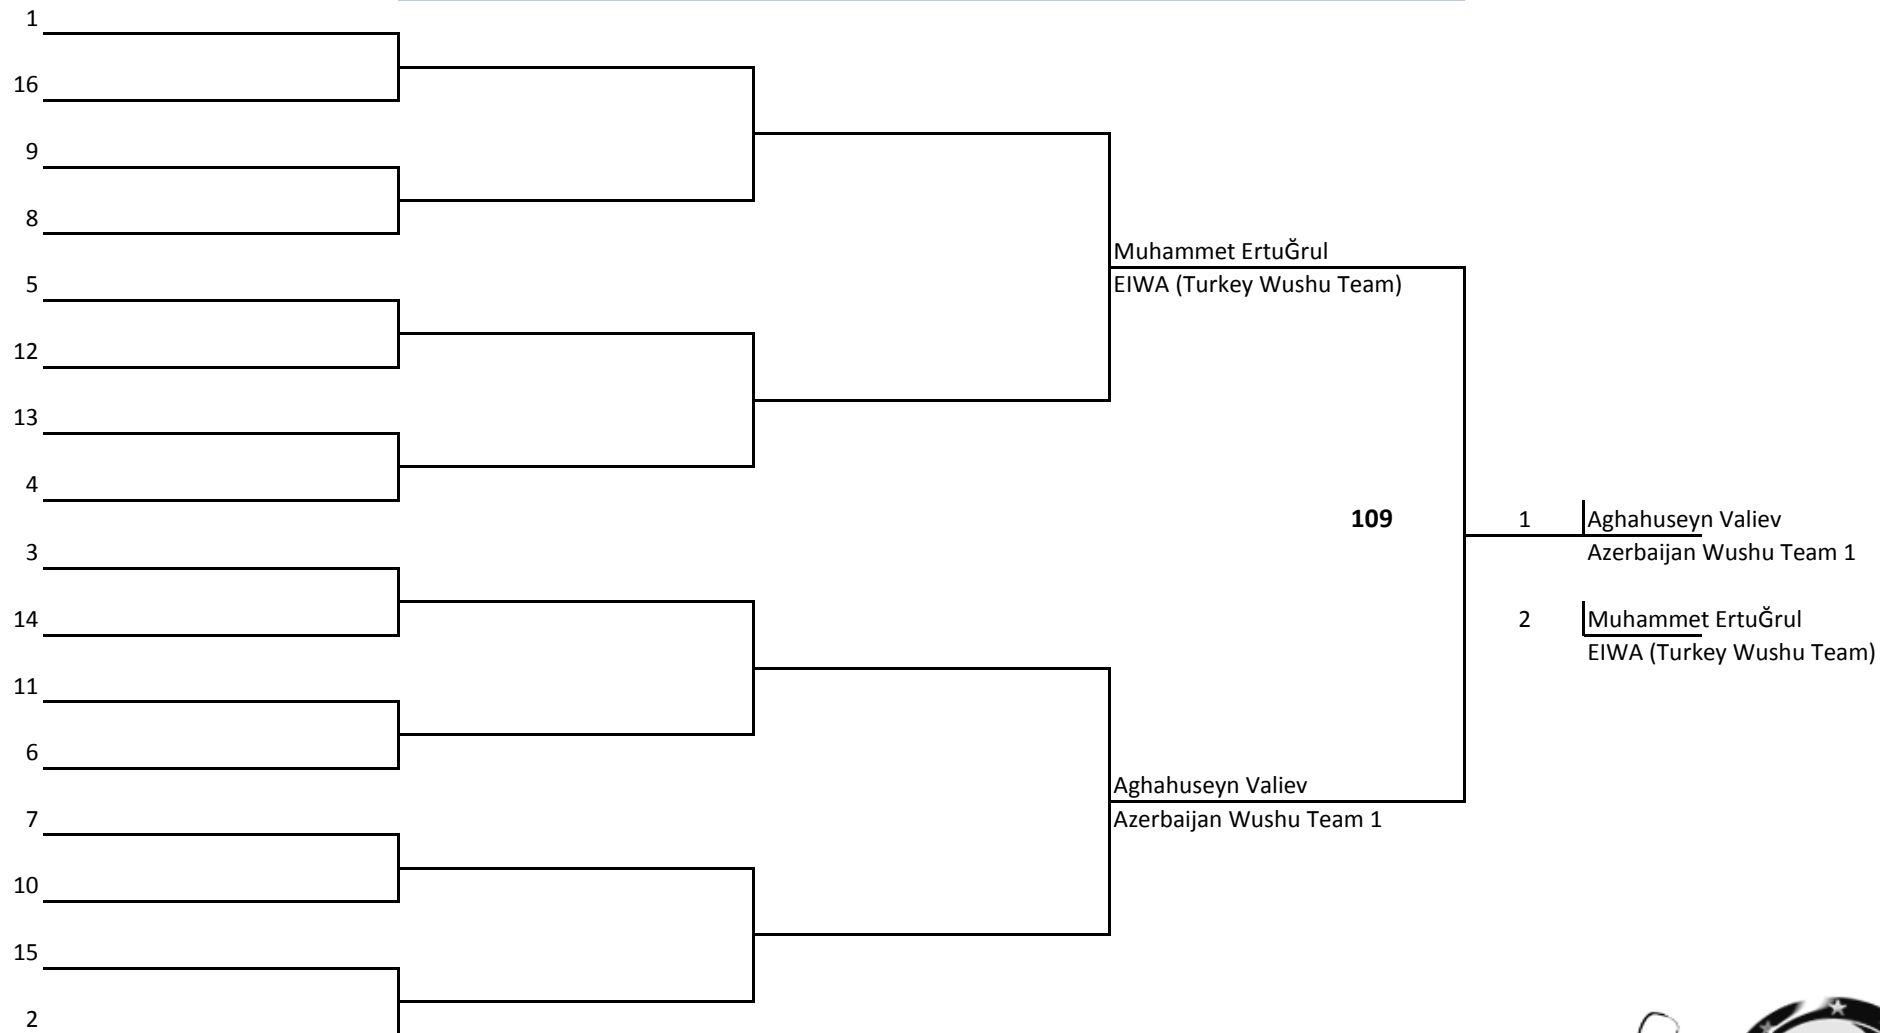 1
16
9
8
Muhammet ErtuĞrul
5
EIWA (Turkey Wushu Team)
12
13
4
109
1
Aghahuseyn Valiev
3
Azerbaijan Wushu Team 1
14
2
Muhammet ErtuĞrul
EIWA (Turkey Wushu Team)
11
6
Aghahuseyn Valiev
7
Azerbaijan Wushu Team 1
10
15
2